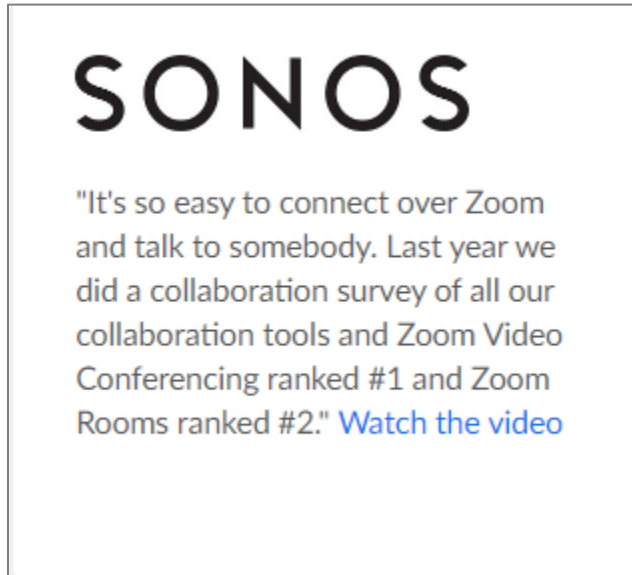 SONOS
"It's so easy to connect over Zoom
and talk to somebody. Last year we
did a collaboration survey of all our
collaboration tools and Zoom Video
Conferencing ranked #1 and Zoom
Rooms ranked #2." Watch the video